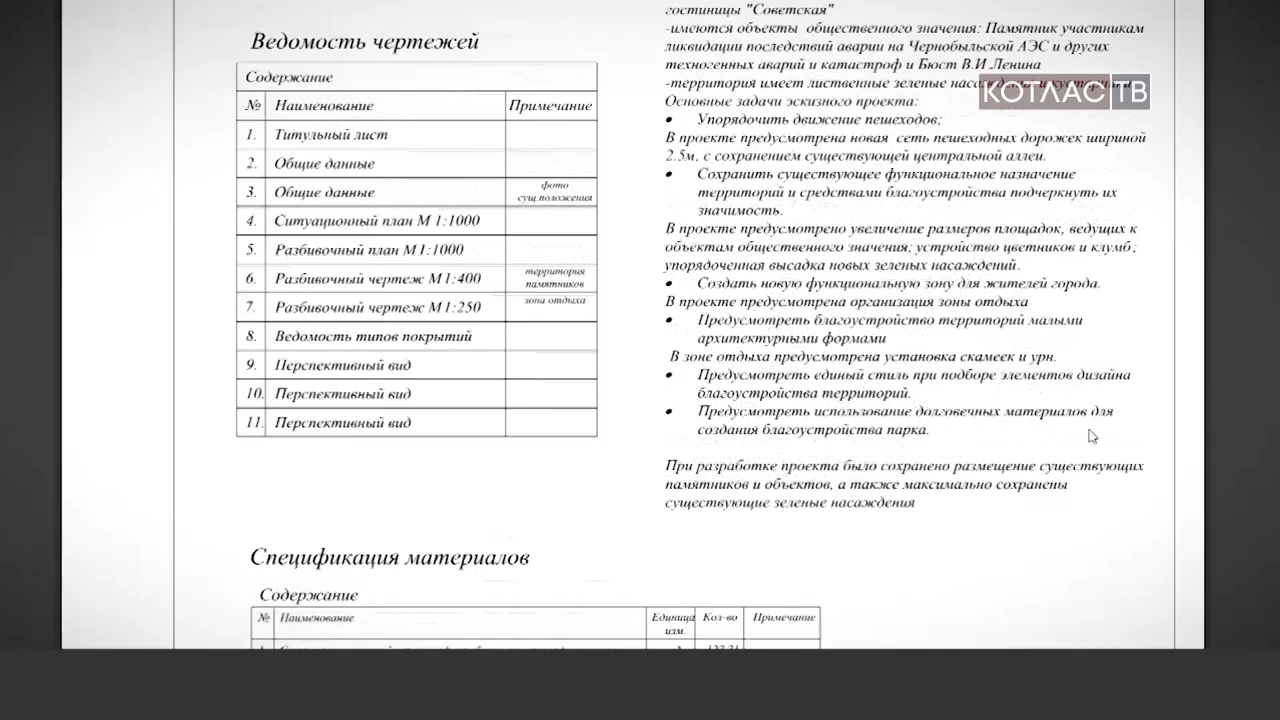 Ведомость чертежей
Содержание
№ Наименование Примечание
1. Титульный лист
2. Общие данные
3. Общие данные фото сущ.положения
4. Ситуационный план М 1:1000
5. Разбивочный план М1:1000
6. Разбивочный чертеж М1:400 территория памятников
7. Разбивочный чертеж М1:250 зона отдыха
8. Ведомость типов покрытий
9. Перспективный вид
10. Перспективный вид
11. Перспективный вид
гостиницы "Советская"
-имеются объекты общественного значения: Памятник участникам
ликвидации последствий аварии на Чернобыльской АЭС и других
техногенных аварий и катастроф и Бюст В.И Ленина
-территория имеет лиственные зеленые
КОТЛАС ТВ
Основные задачи эскизного проекта:
• Упорядочить движение пешеходов;
В проекте предусмотрена новая сеть пешеходных дорожек шириной
2.5м, с сохранением существующей центральной аллеи.
• Сохранить существующее функциональное назначение
территорий и средствами благоустройства подчеркнуть их
значимость.
В проекте предусмотрено увеличение размеров площадок, ведущих к
объектам общественного значения; устройство цветников и клумб;
упорядоченная высадка новых зеленых насаждений.
• Создать новую функциональную зону для жителей города.
В проекте предусмотрена организация зоны отдыха
• Предусмотреть благоустройство территорий малыми
архитектурными формами
В зоне отдыха предусмотрена установка скамеек и урн.
• Предусмотреть единый стиль при подборе элементов дизайна
благоустройства территорий.
• Предусмотреть использование долговечных материалов для
создания благоустройства парка.
При разработке проекта было сохранено размещение существующих
памятников и объектов, а также максимально сохранены
существующие зеленые насаждения
Спецификация материалов
Содержание
№ Наименование Единица изм. Кол-во Примечание